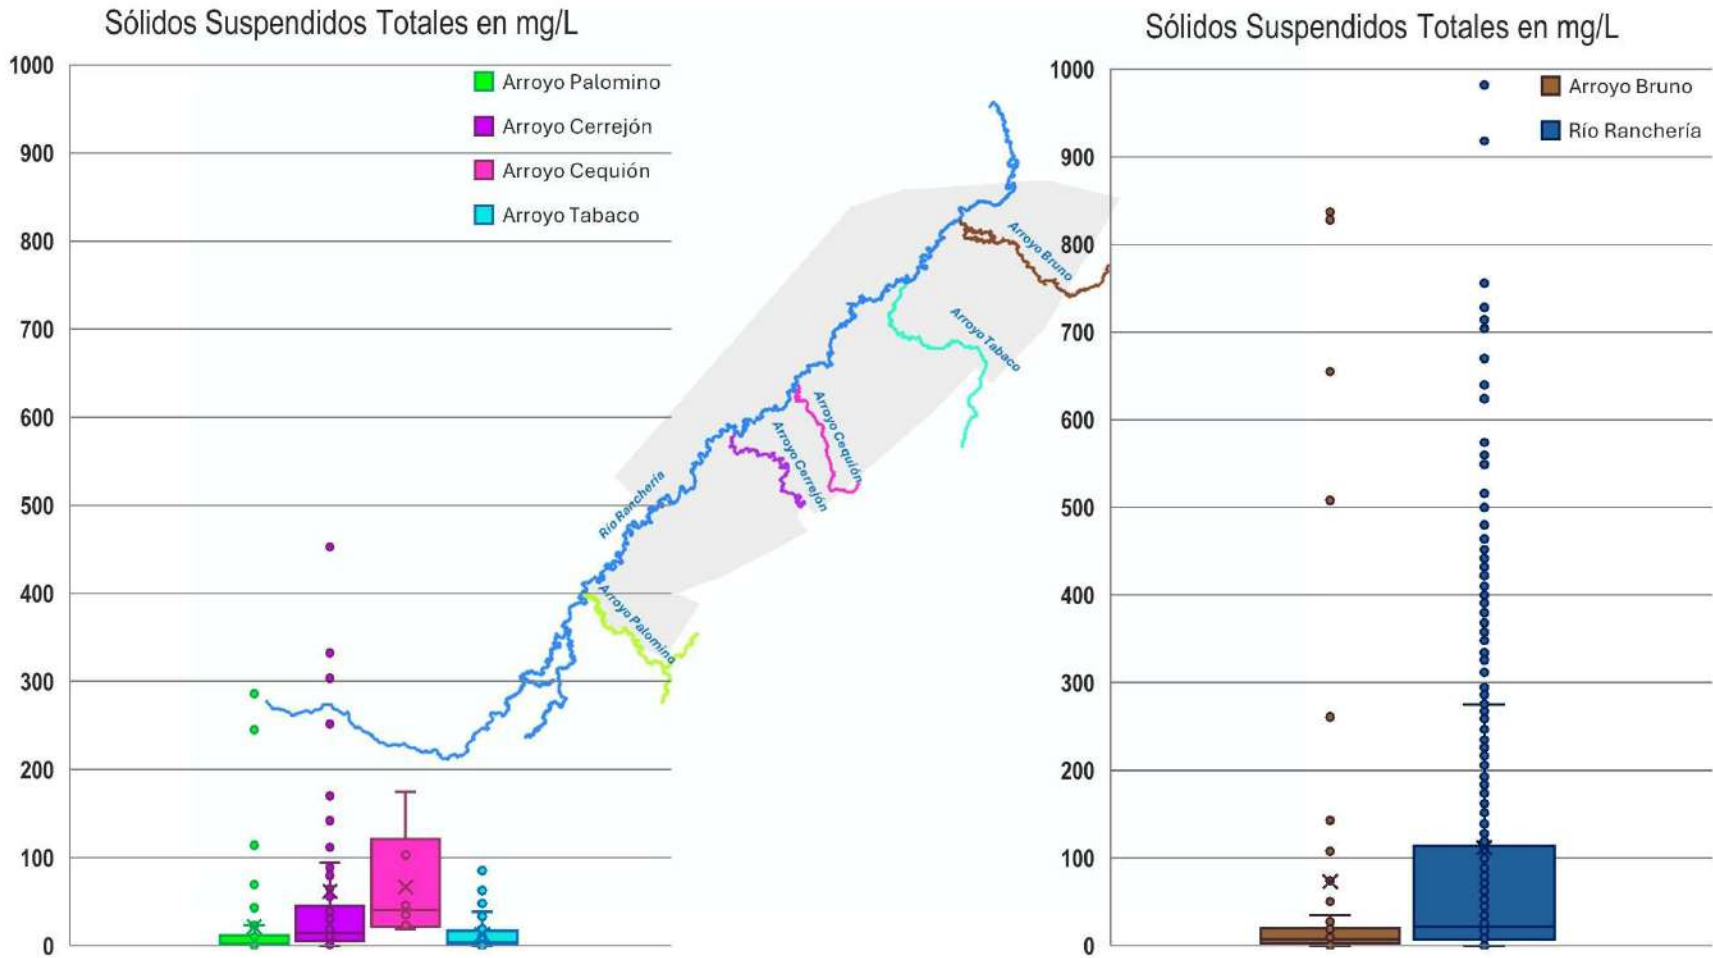 Sólidos Suspendidos Totales en mg/L
1000
900
800
700
600
500
400
300
200
100
0
Arroyo Palomino
Arroyo Cerrejón
Arroyo Cequión
Arroyo Tabaco
Arroyo Bruno
Arroyo Tabaco
Arroyo Cequión
Arroyo Cerrejón
Río Ranchería
Arroyo Palomino
Sólidos Suspendidos Totales en mg/L
1000
900
800
700
600
500
400
300
200
100
0
Arroyo Bruno
Río Ranchería